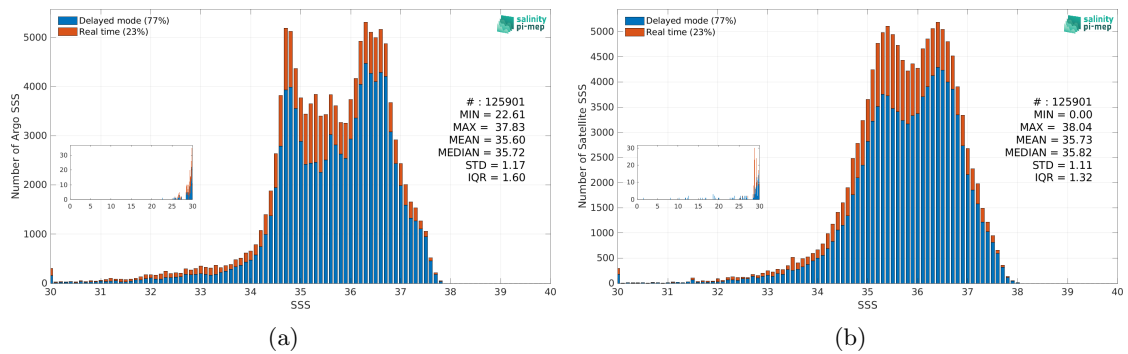 Delayed mode (77%)
Real time (23%)
salinity
pi-mep
5000
4000
3000
2000
1000
0
Number of Argo SSS
# : 125901
MIN = 22.61
MAX = 37.83
MEAN = 35.60
MEDIAN = 35.72
STD = 1.17
IQR = 1.60
30
20
10
0
0 5 10 15 20 25 30
30 31 32 33 34 35 36 37 38 39 40
SSS
(a)
Delayed mode (77%)
Real time (23%)
salinity
pi-mep
5000
4500
4000
3500
3000
2500
2000
1500
1000
500
0
Number of Satellite SSS
# : 125901
MIN = 0.00
MAX = 38.04
MEAN = 35.73
MEDIAN = 35.82
STD = 1.11
IQR = 1.32
30
20
10
0
0 5 10 15 20 25 30
30 31 32 33 34 35 36 37 38 39 40
SSS
(b)